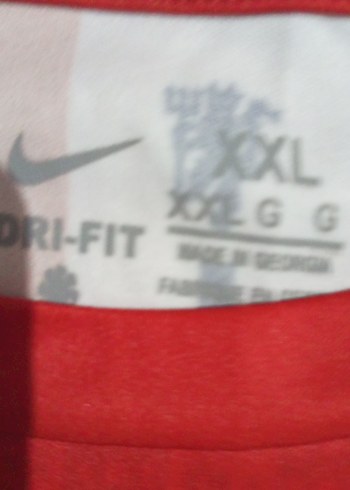 XXL
XXL G G
DRI-FIT
MADE IN GEORGIA